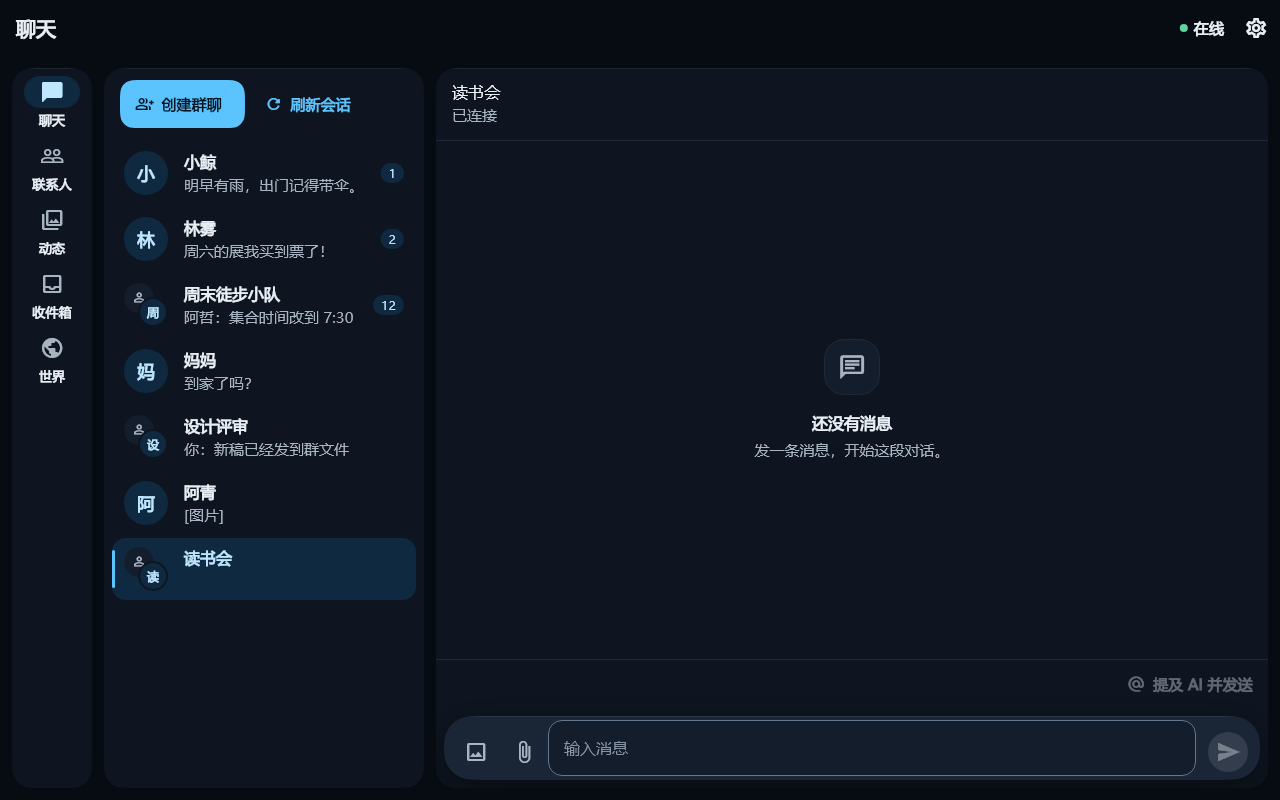 聊天
在线
聊天
联系人
动态
收件箱
世界
创建群聊
刷新会话
小
小鲸
明早有雨，出门记得带伞。
1
林
林雾
周六的展我买到票了！
2
周
周末徒步小队
阿哲：集合时间改到 7:30
12
妈
妈妈
到家了吗？
设
设计评审
你：新稿已经发到群文件
阿
阿青
[图片]
读
读书会
读书会
已连接
还没有消息
发一条消息，开始这段对话。
提及 AI 并发送
输入消息